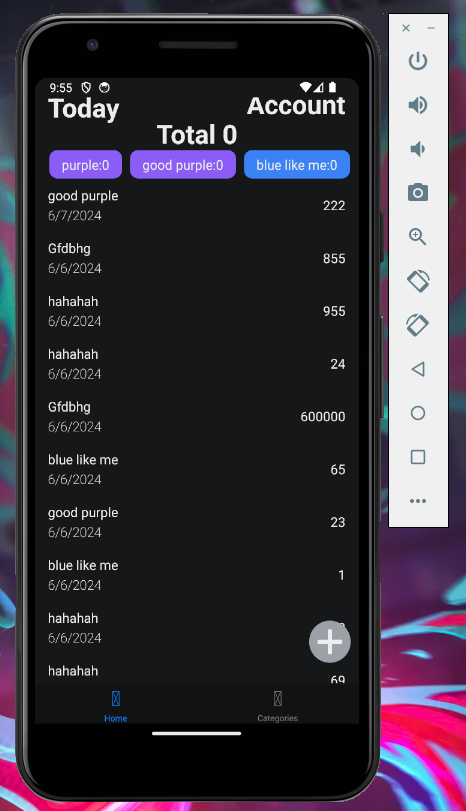 9:55
Today
Account
Total 0
purple:0 good purple:0 blue like me:0
good purple
6/7/2024
222
Gfdbhg
6/6/2024
855
hahahah
6/6/2024
955
hahahah
6/6/2024
24
Gfdbhg
6/6/2024
600000
blue like me
6/6/2024
65
good purple
6/6/2024
23
blue like me
6/6/2024
1
hahahah
6/6/2024
hahahah
69
Home
Categories